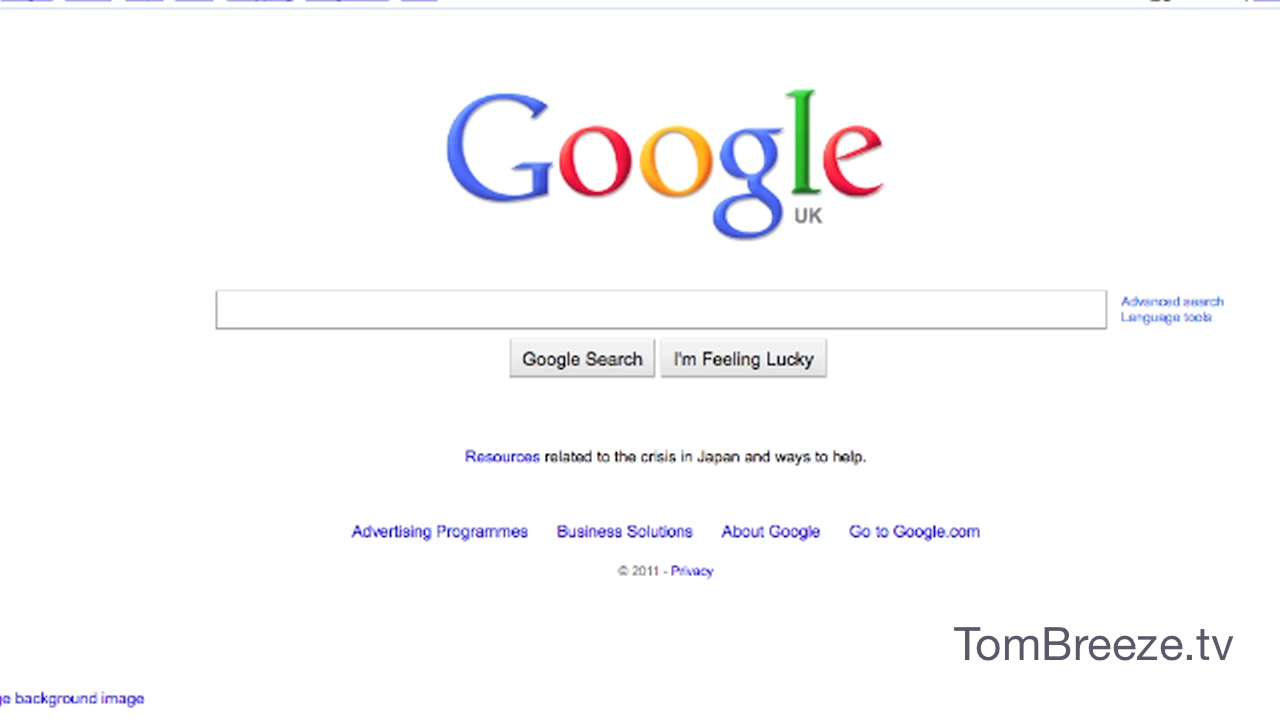 Google
UK
Advanced search
Language tools
Google Search I'm Feeling Lucky
Resources related to the crisis in Japan and ways to help.
Advertising Programmes Business Solutions About Google Go to Google.com
© 2011 - Privacy
TomBreeze.tv
background image